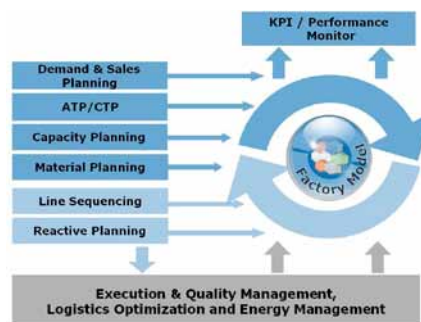 KPI / Performance
Monitor
Demand & Sales
Planning
ATP/CTP
Capacity Planning
Material Planning
Line Sequencing
Reactive Planning
Factory Model
Execution & Quality Management,
Logistics Optimization and Energy Management